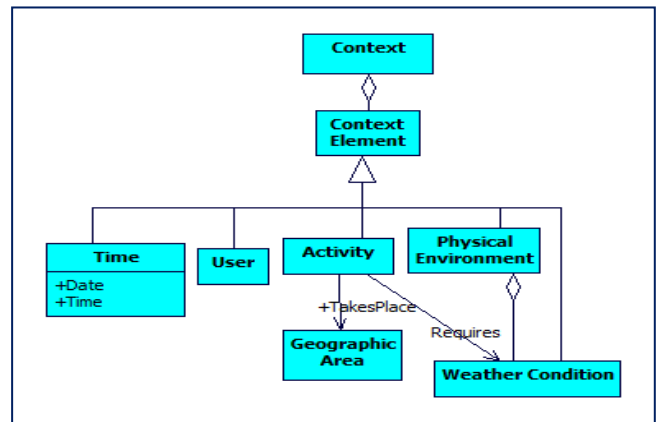 Context
Context
Element
Time
+Date
+Time
User
Activity
Physical
Environment
+TakesPlace
Requires
Geographic
Area
Weather Condition